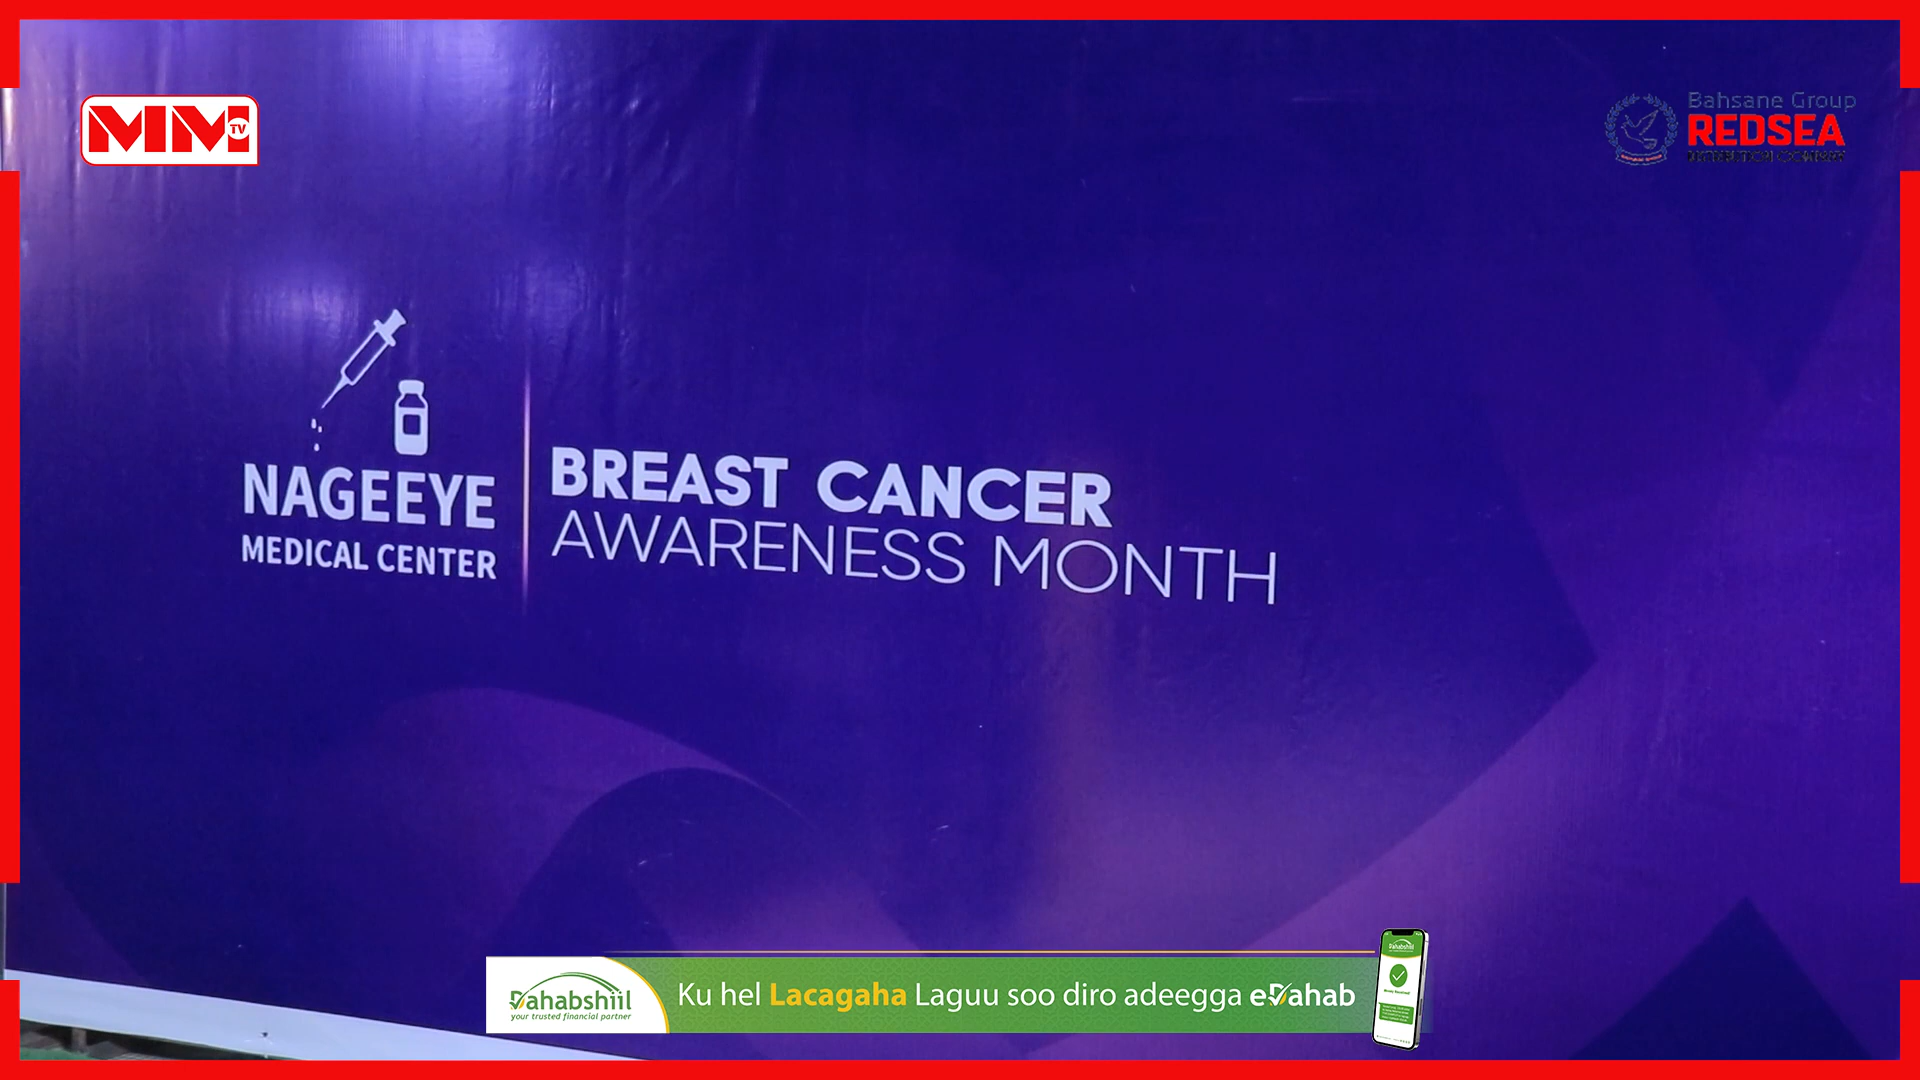 MM TV
Bahsane Group
REDSEA
NAGEEYE
MEDICAL CENTER
BREAST CANCER
AWARENESS MONTH
Dahabshiil
your trusted financial partner
Ku hel Lacagaha Laguu soo diro adeegga eDahab
Dahabshiil